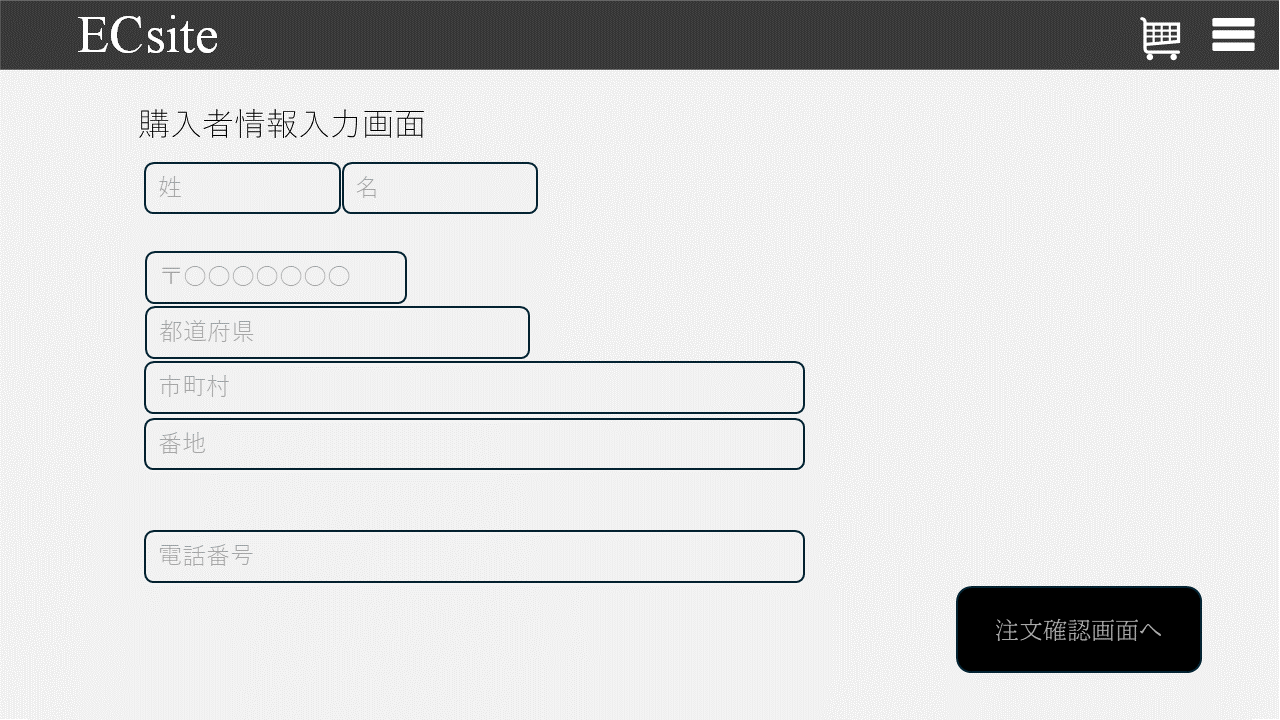 ECsite
購入者情報入力画面
姓 名
〒○○○○○○○
都道府県
市町村
番地
電話番号
注文確認画面へ